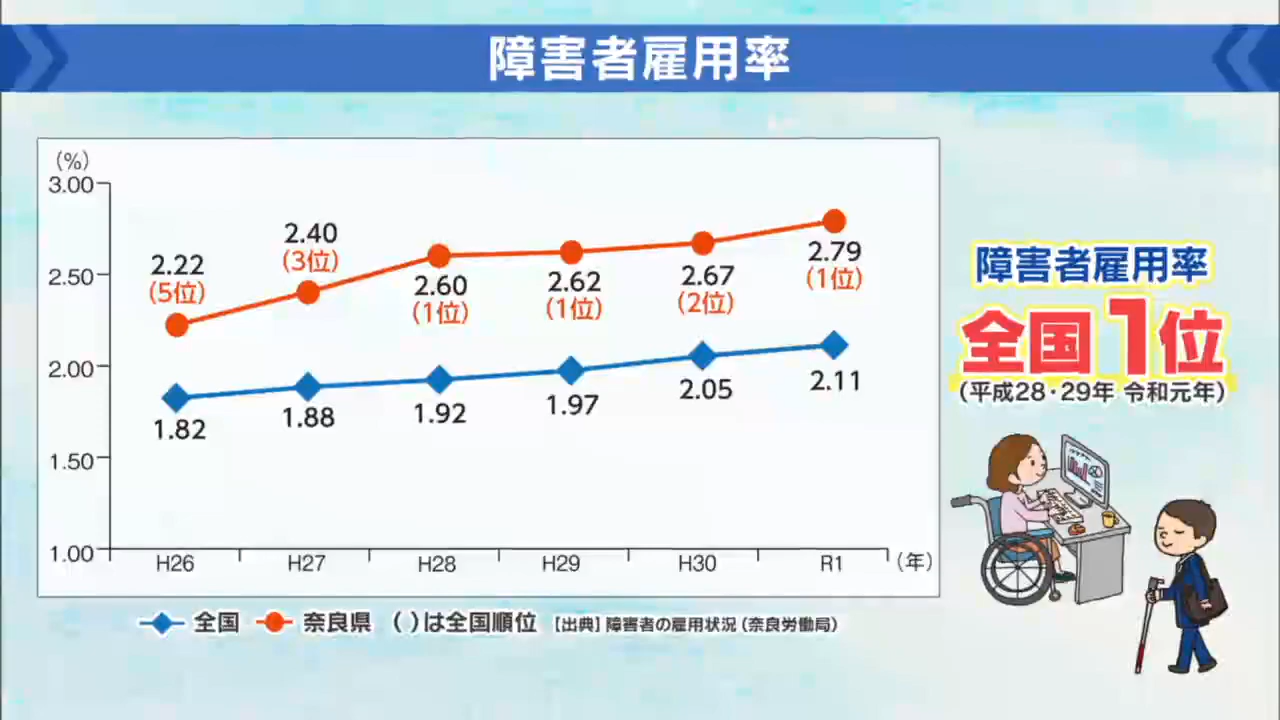 障害者雇用率
(%)
3.00
2.50
2.00
1.50
1.00
2.22
(5位)
2.40
(3位)
2.60
(1位)
2.62
(1位)
2.67
(2位)
2.79
(1位)
1.82
1.88
1.92
1.97
2.05
2.11
H26 H27 H28 H29 H30 R1 (年)
全国 奈良県 ( )は全国順位 【出典】障害者の雇用状況(奈良労働局)
障害者雇用率
全国1位
(平成28・29年 令和元年)